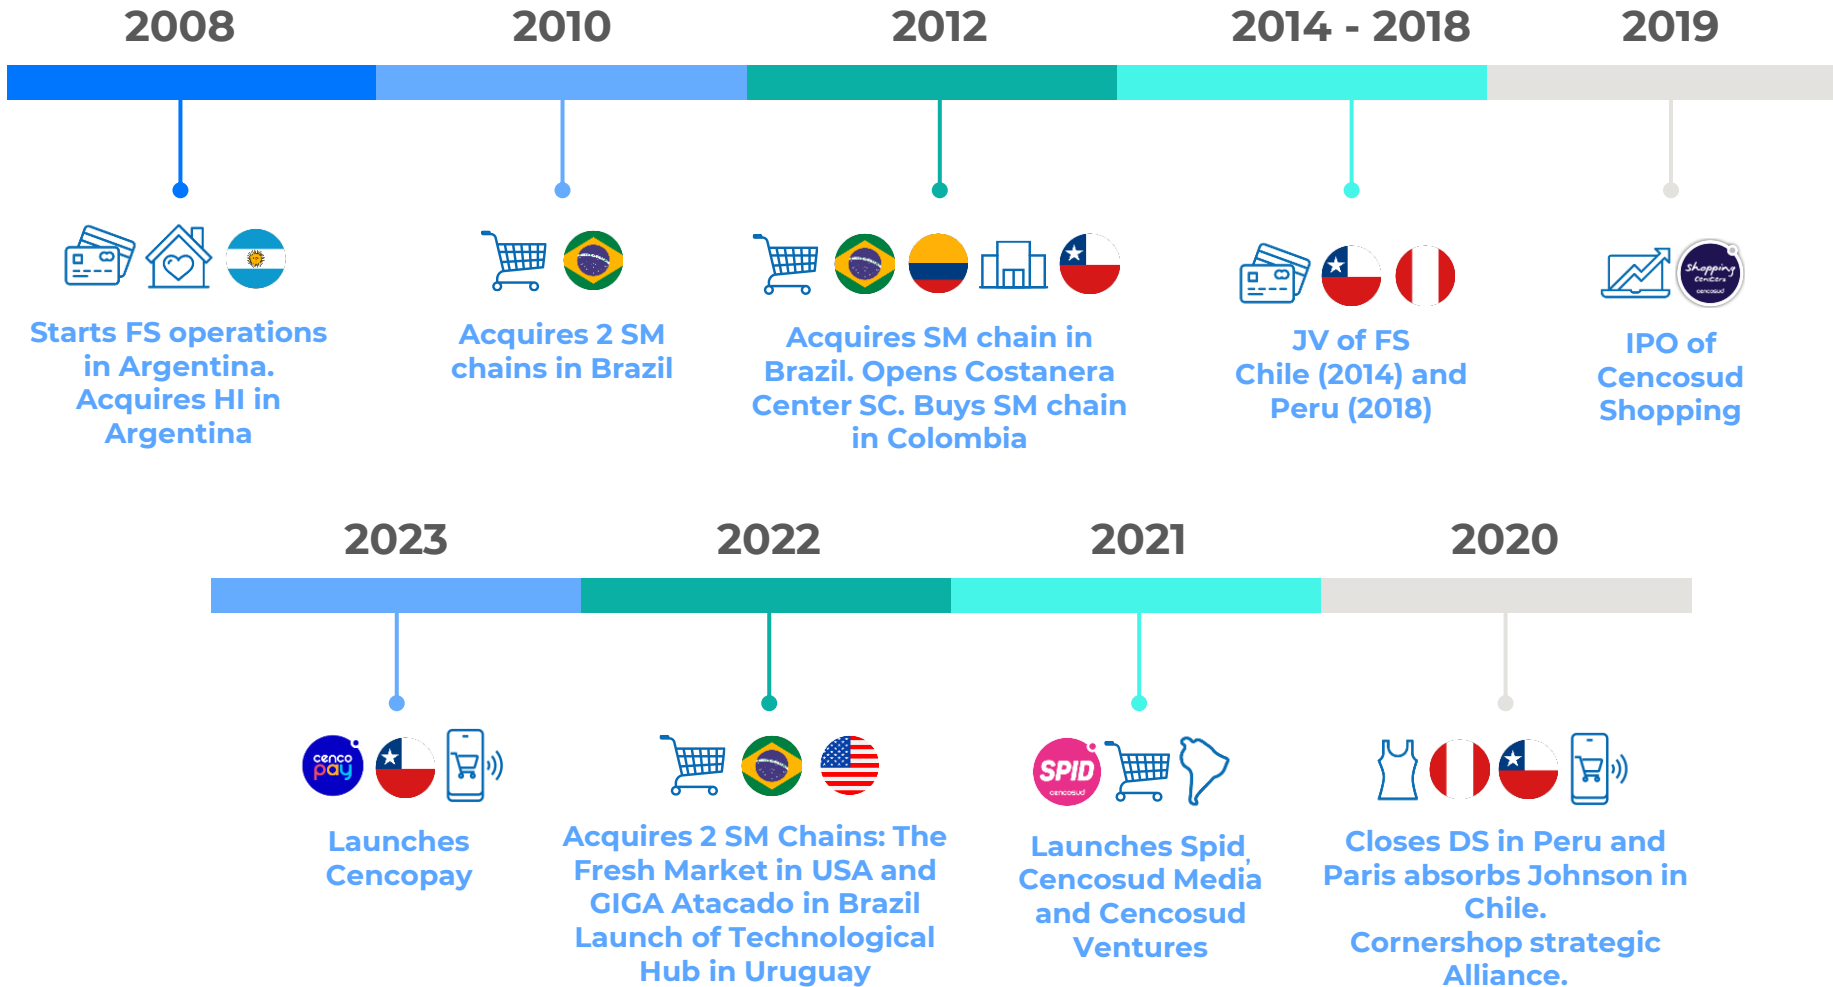 2008
2010
2012
2014 - 2018
2019
Starts FS operations
in Argentina.
Acquires HI in
Argentina
Acquires 2 SM
chains in Brazil
Acquires SM chain in
Brazil. Opens Costanera
Center SC. Buys SM chain
in Colombia
JV of FS
Chile (2014) and
Peru (2018)
shopping
centers
cencosud
IPO of
Cencosud
Shopping
2023
2022
2021
2020
cenco
pay
Launches
Cencopay
Acquires 2 SM Chains: The
Fresh Market in USA and
GIGA Atacado in Brazil
Launch of Technological
Hub in Uruguay
SPID
cencosud
Launches Spid,
Cencosud Media
and Cencosud
Ventures
Closes DS in Peru and
Paris absorbs Johnson in
Chile.
Cornershop strategic
Alliance.